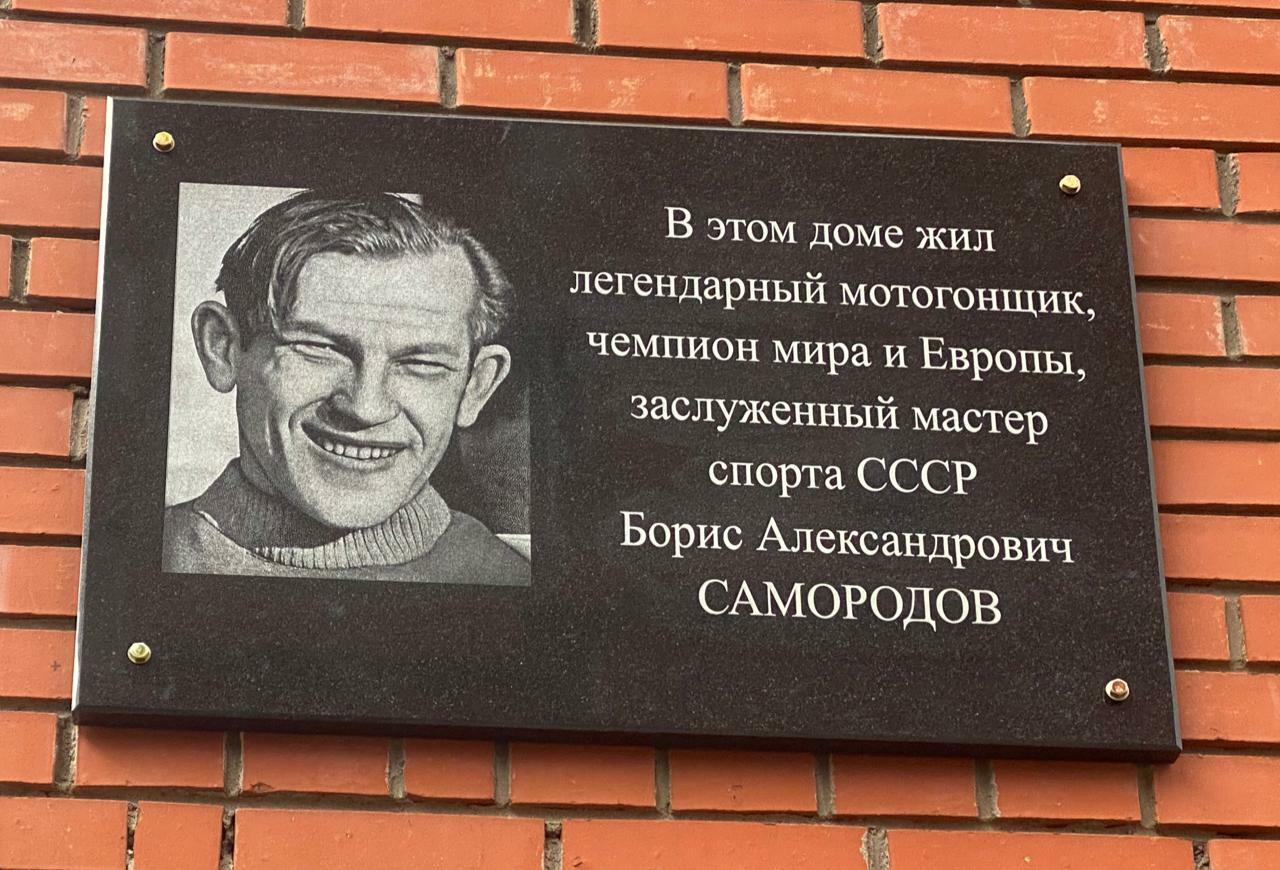 В этом доме жил
легендарный мотогонщик,
чемпион мира и Европы,
заслуженный мастер
спорта СССР
Борис Александрович
САМОРОДОВ